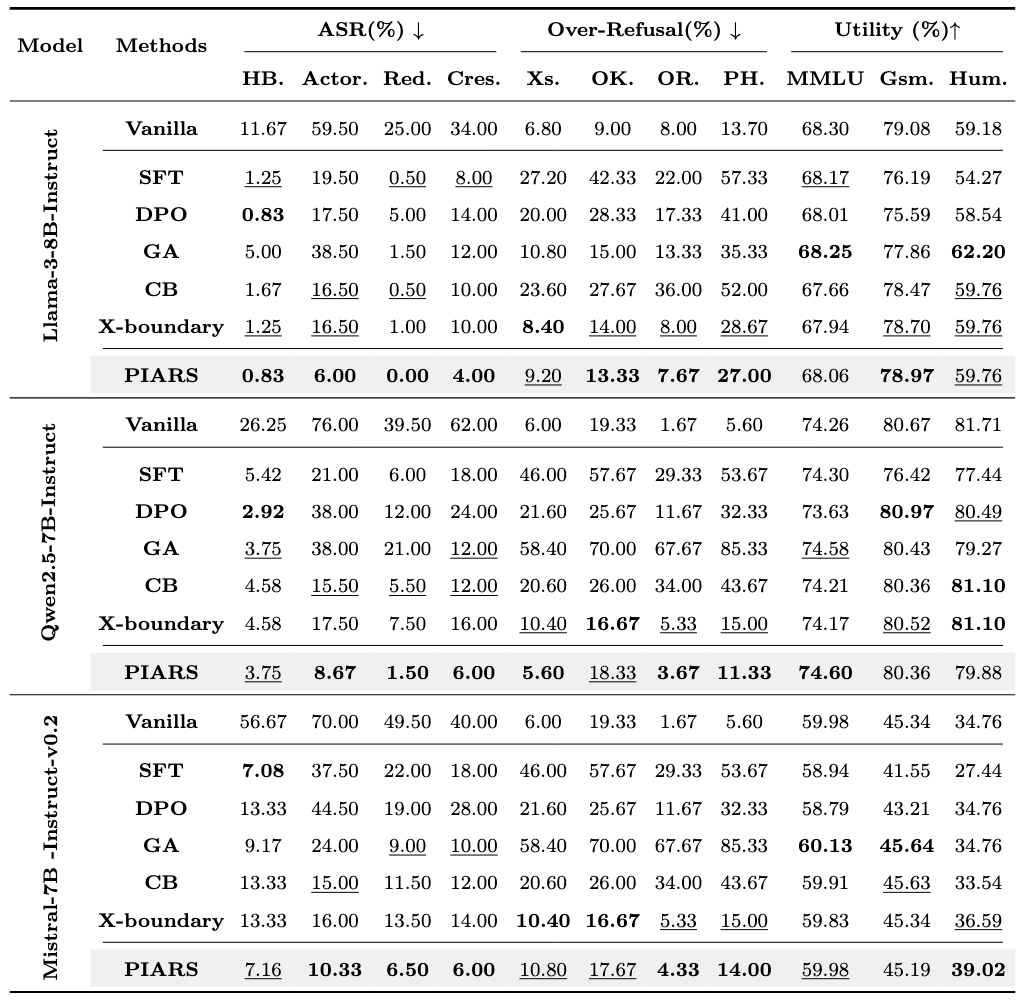 Model Methods ASR(%) ↓ Over-Refusal(%) ↓ Utility (%)↑
HB. Actor. Red. Cres. Xs. OK. OR. PH. MMLU Gsm. Hum.
Llama-3-8B-Instruct
Vanilla 11.67 59.50 25.00 34.00 6.80 9.00 8.00 13.70 68.30 79.08 59.18
SFT 1.25 19.50 0.50 8.00 27.20 42.33 22.00 57.33 68.17 76.19 54.27
DPO 0.83 17.50 5.00 14.00 20.00 28.33 17.33 41.00 68.01 75.59 58.54
GA 5.00 38.50 1.50 12.00 10.80 15.00 13.33 35.33 68.25 77.86 62.20
CB 1.67 16.50 0.50 10.00 23.60 27.67 36.00 52.00 67.66 78.47 59.76
X-boundary 1.25 16.50 1.00 10.00 8.40 14.00 8.00 28.67 67.94 78.70 59.76
PIARS 0.83 6.00 0.00 4.00 9.20 13.33 7.67 27.00 68.06 78.97 59.76
Qwen2.5-7B-Instruct
Vanilla 26.25 76.00 39.50 62.00 6.00 19.33 1.67 5.60 74.26 80.67 81.71
SFT 5.42 21.00 6.00 18.00 46.00 57.67 29.33 53.67 74.30 76.42 77.44
DPO 2.92 38.00 12.00 24.00 21.60 25.67 11.67 32.33 73.63 80.97 80.49
GA 3.75 38.00 21.00 12.00 58.40 70.00 67.67 85.33 74.58 80.43 79.27
CB 4.58 15.50 5.50 12.00 20.60 26.00 34.00 43.67 74.21 80.36 81.10
X-boundary 4.58 17.50 7.50 16.00 10.40 16.67 5.33 15.00 74.17 80.52 81.10
PIARS 3.75 8.67 1.50 6.00 5.60 18.33 3.67 11.33 74.60 80.36 79.88
Mistral-7B -Instruct-v0.2
Vanilla 56.67 70.00 49.50 40.00 6.00 19.33 1.67 5.60 59.98 45.34 34.76
SFT 7.08 37.50 22.00 18.00 46.00 57.67 29.33 53.67 58.94 41.55 27.44
DPO 13.33 44.50 19.00 28.00 21.60 25.67 11.67 32.33 58.79 43.21 34.76
GA 9.17 24.00 9.00 10.00 58.40 70.00 67.67 85.33 60.13 45.64 34.76
CB 13.33 15.00 11.50 12.00 20.60 26.00 34.00 43.67 59.91 45.63 33.54
X-boundary 13.33 16.00 13.50 14.00 10.40 16.67 5.33 15.00 59.83 45.34 36.59
PIARS 7.16 10.33 6.50 6.00 10.80 17.67 4.33 14.00 59.98 45.19 39.02